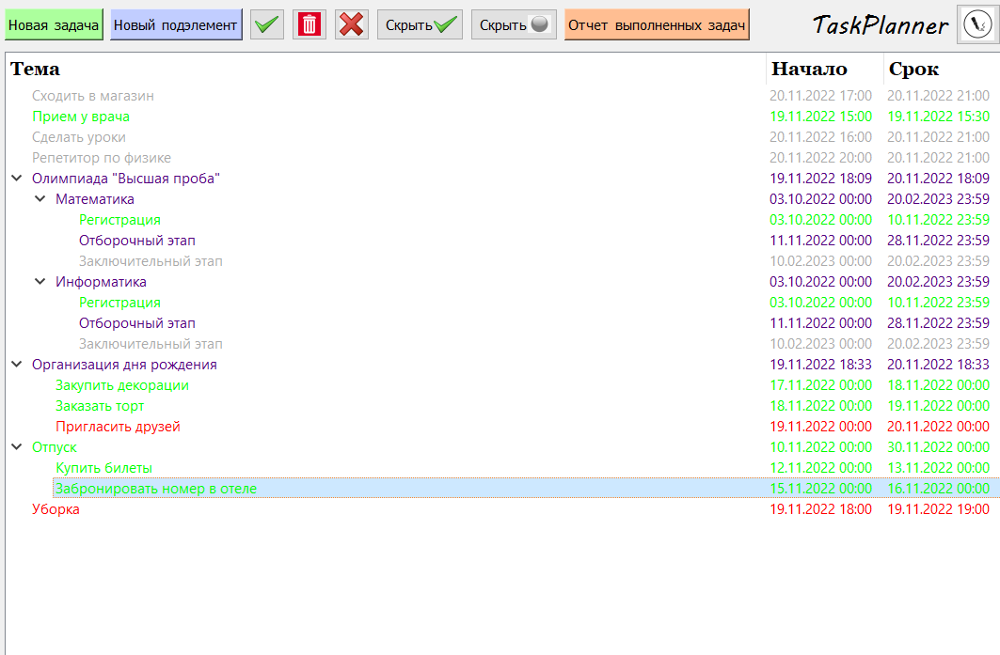 Новая задача Новый подэлемент Скрыть Скрыть Отчет выполненных задач TaskPlanner
Тема Начало Срок
Сходить в магазин 20.11.2022 17:00 20.11.2022 21:00
Прием у врача 19.11.2022 15:00 19.11.2022 15:30
Сделать уроки 20.11.2022 16:00 20.11.2022 21:00
Репетитор по физике 20.11.2022 20:00 20.11.2022 21:00
Олимпиада "Высшая проба" 19.11.2022 18:09 20.11.2022 18:09
Математика 03.10.2022 00:00 20.02.2023 23:59
Регистрация 03.10.2022 00:00 10.11.2022 23:59
Отборочный этап 11.11.2022 00:00 28.11.2022 23:59
Заключительный этап 10.02.2023 00:00 20.02.2023 23:59
Информатика 03.10.2022 00:00 20.02.2023 23:59
Регистрация 03.10.2022 00:00 10.11.2022 23:59
Отборочный этап 11.11.2022 00:00 28.11.2022 23:59
Заключительный этап 10.02.2023 00:00 20.02.2023 23:59
Организация дня рождения 19.11.2022 18:33 20.11.2022 18:33
Закупить декорации 17.11.2022 00:00 18.11.2022 00:00
Заказать торт 18.11.2022 00:00 19.11.2022 00:00
Пригласить друзей 19.11.2022 00:00 20.11.2022 00:00
Отпуск 10.11.2022 00:00 30.11.2022 00:00
Купить билеты 12.11.2022 00:00 13.11.2022 00:00
Забронировать номер в отеле 15.11.2022 00:00 16.11.2022 00:00
Уборка 19.11.2022 18:00 19.11.2022 19:00